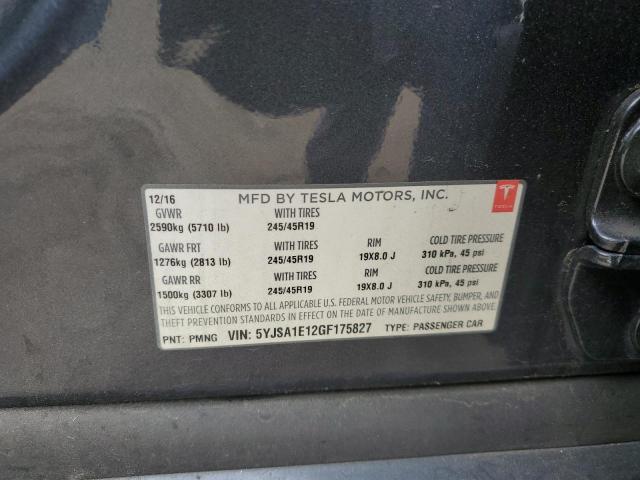 12/16 MFD BY TESLA MOTORS, INC.
GVWR WITH TIRES
2590kg (5710 lb) 245/45R19
GAWR FRT WITH TIRES RIM COLD TIRE PRESSURE
1276kg (2813 lb) 245/45R19 19X8.0 J 310 kPa, 45 psi
GAWR RR WITH TIRES RIM COLD TIRE PRESSURE
1500kg (3307 lb) 245/45R19 19X8.0 J 310 kPa, 45 psi
THIS VEHICLE CONFORMS TO ALL APPLICABLE U.S. FEDERAL MOTOR VEHICLE SAFETY, BUMPER, AND
THEFT PREVENTION STANDARDS IN EFFECT ON THE DATE OF MANUFACTURE SHOWN ABOVE.
PNT: PMNG VIN: 5YJSA1E12GF175827 TYPE: PASSENGER CAR
TESLA